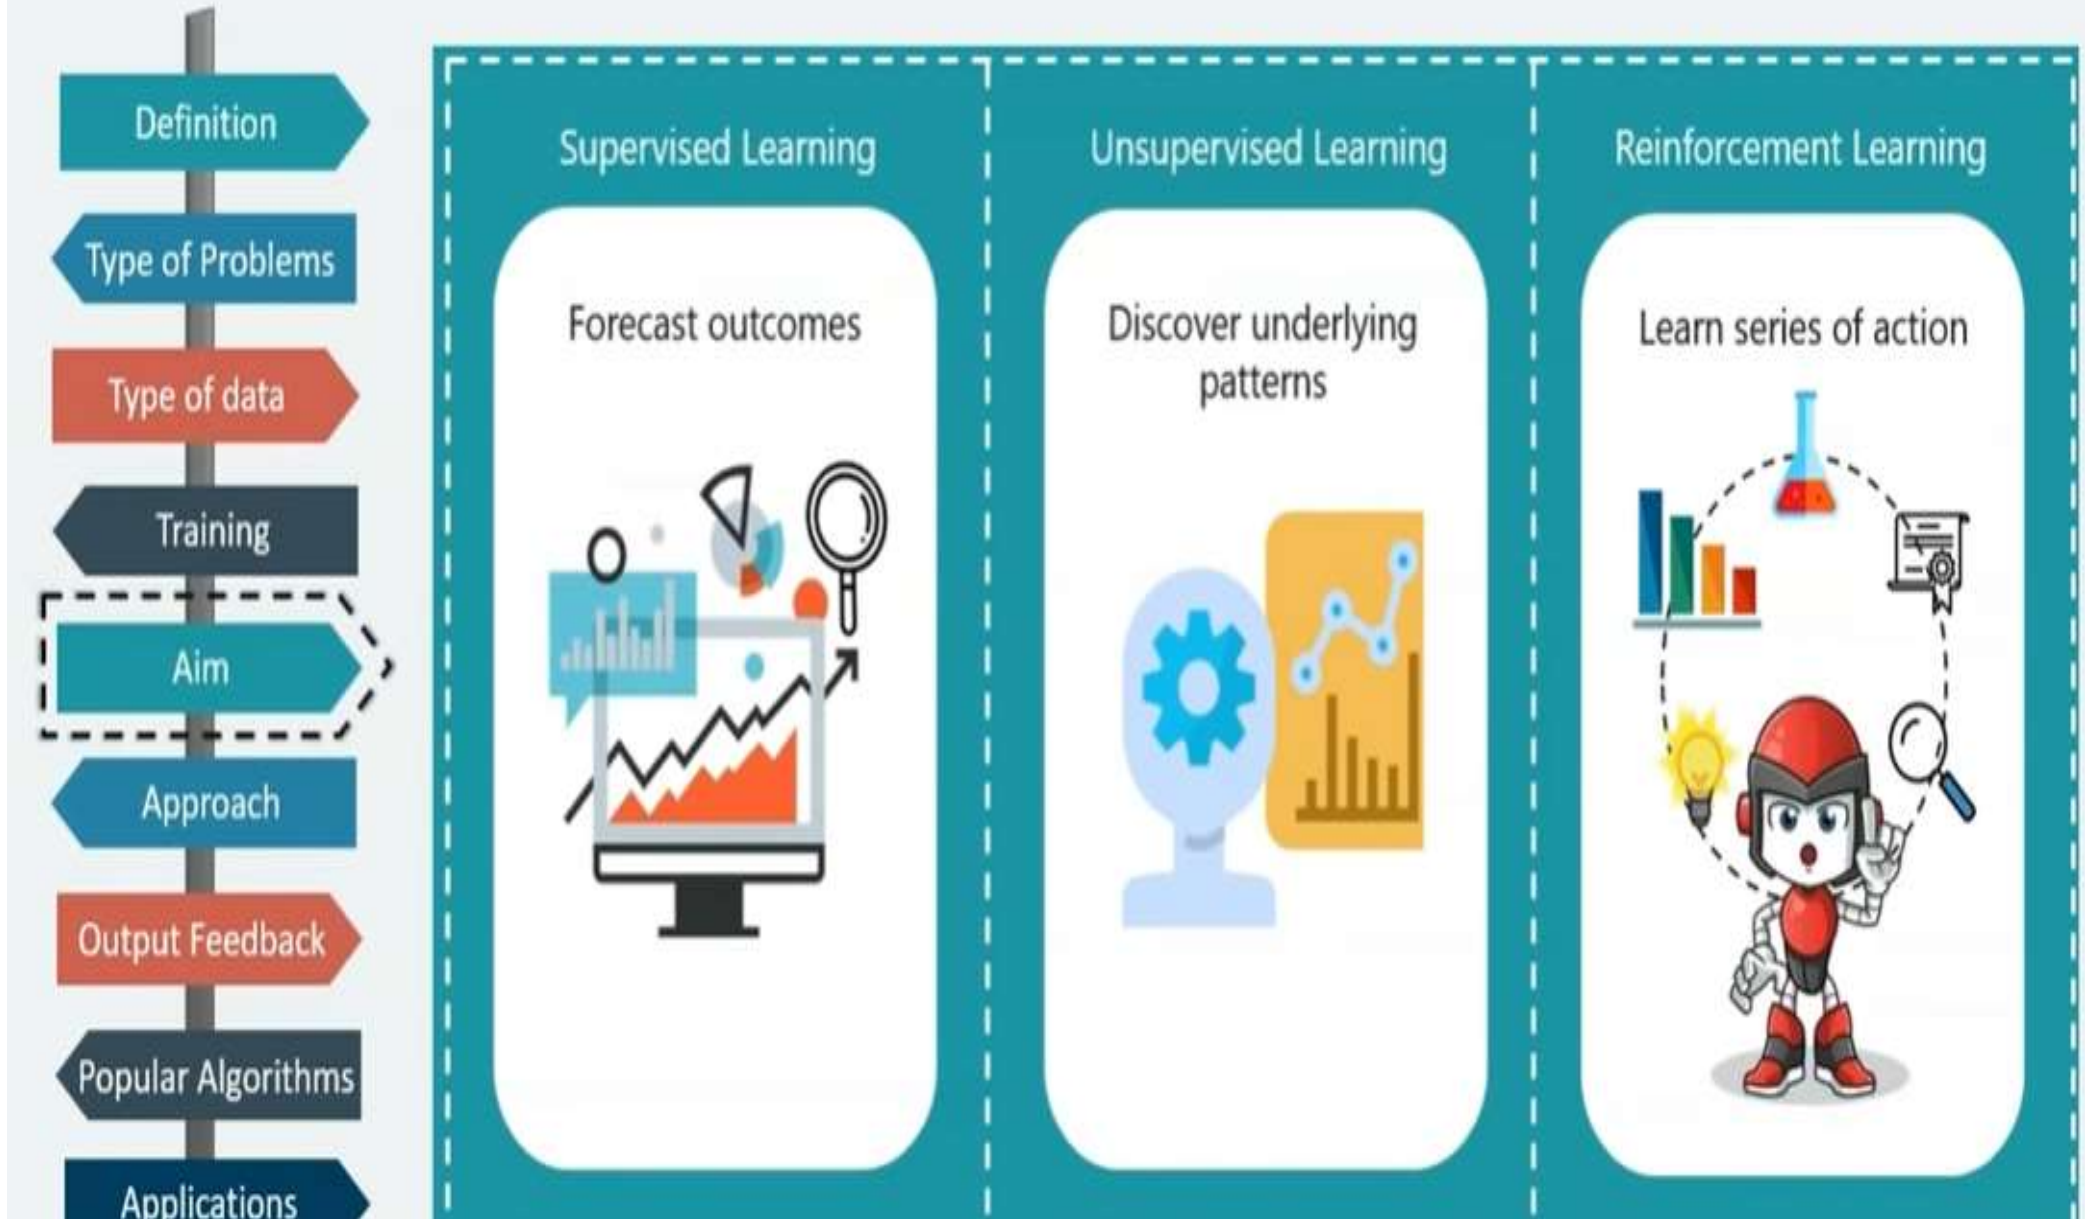 Definition
Type of Problems
Type of data
Training
Aim
Approach
Output Feedback
Popular Algorithms
Applications
Supervised Learning
Forecast outcomes
Unsupervised Learning
Discover underlying
patterns
Reinforcement Learning
Learn series of action